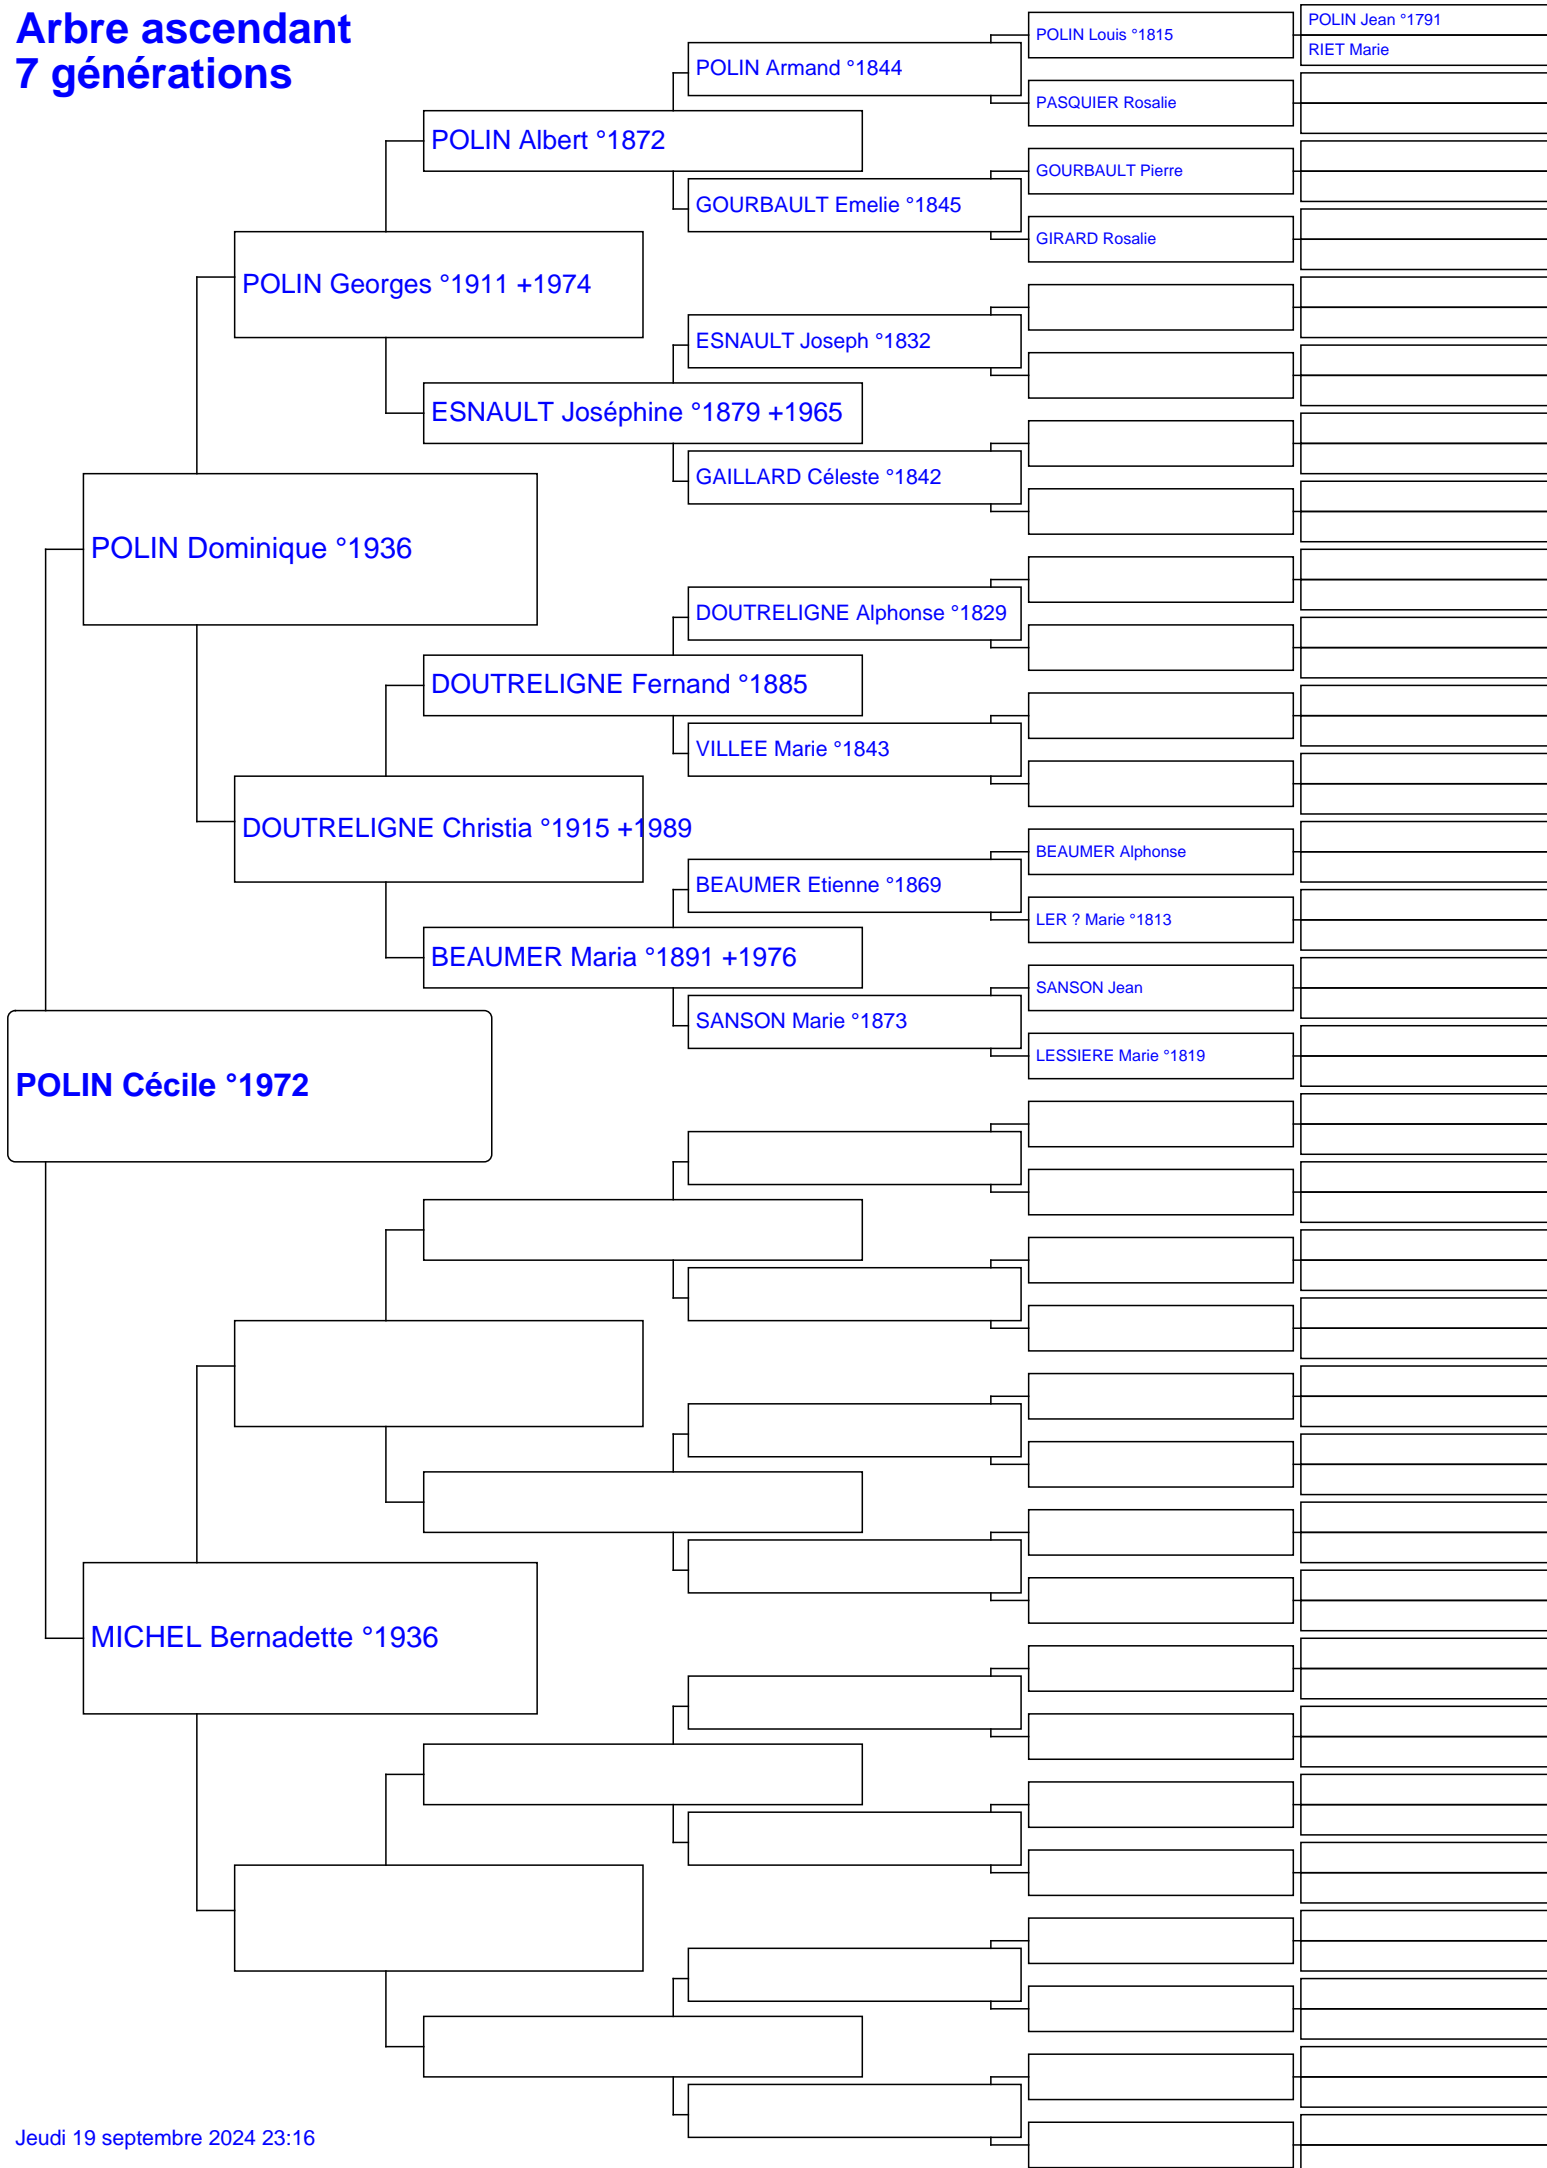 Arbre ascendant
7 générations
POLIN Louis °1815
POLIN Jean °1791
RIET Marie
POLIN Armand °1844
PASQUIER Rosalie
POLIN Albert °1872
GOURBAULT Pierre
GOURBAULT Emelie °1845
GIRARD Rosalie
POLIN Georges °1911 +1974
ESNAULT Joseph °1832
ESNAULT Joséphine °1879 +1965
GAILLARD Céleste °1842
POLIN Dominique °1936
DOUTRELIGNE Alphonse °1829
DOUTRELIGNE Fernand °1885
VILLEE Marie °1843
DOUTRELIGNE Christia °1915 +1989
BEAUMER Alphonse
BEAUMER Etienne °1869
LER ? Marie °1813
BEAUMER Maria °1891 +1976
SANSON Jean
SANSON Marie °1873
LESSIERE Marie °1819
POLIN Cécile °1972
MICHEL Bernadette °1936
Jeudi 19 septembre 2024 23:16